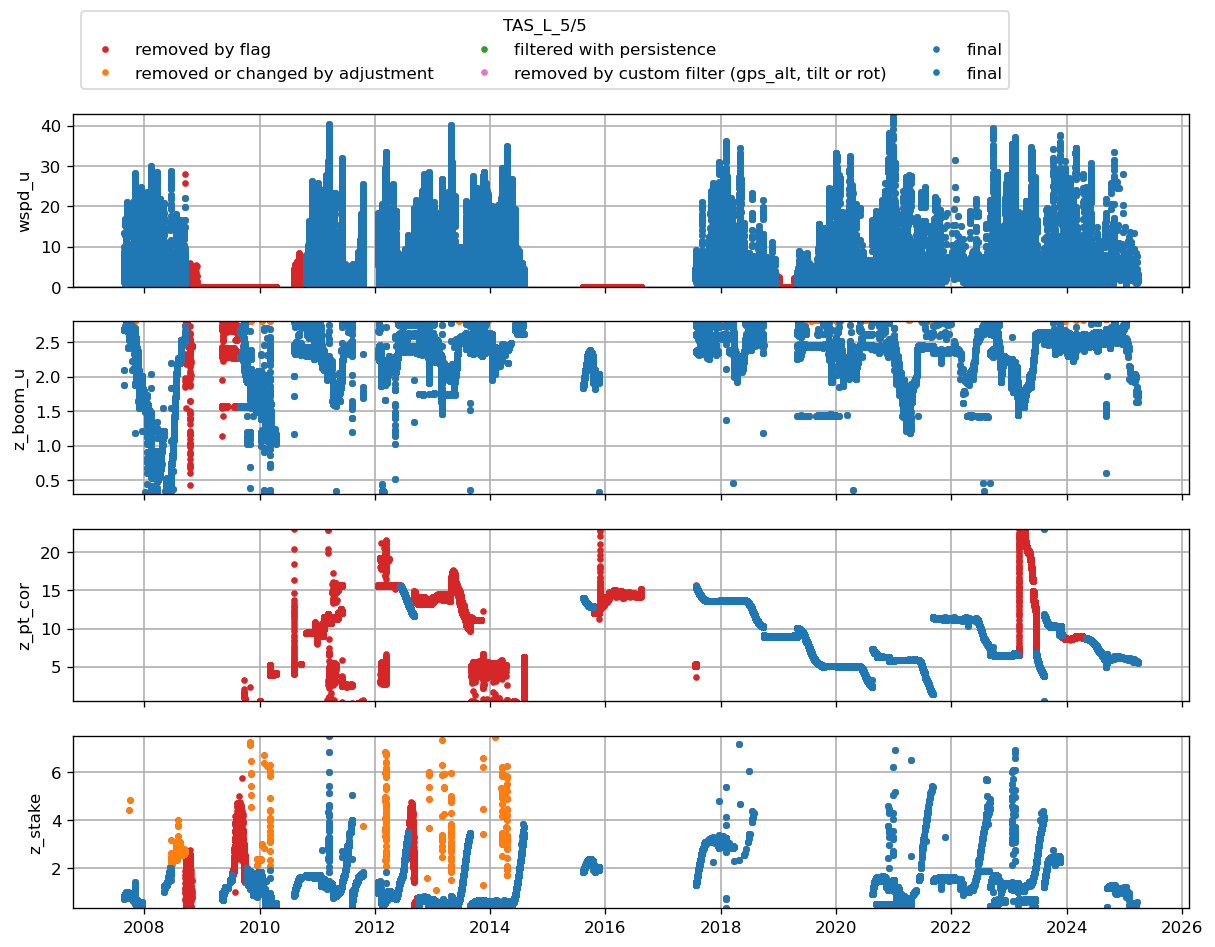 TAS_L_5/5
removed by flag
filtered with persistence
final
removed or changed by adjustment
removed by custom filter (gps_alt, tilt or rot)
final
40
30
20
10
0
wspd_u
2.5
2.0
1.5
1.0
0.5
z_boom_u
20
15
10
5
z_pt_cor
6
4
2
z_stake
2008 2010 2012 2014 2016 2018 2020 2022 2024 2026